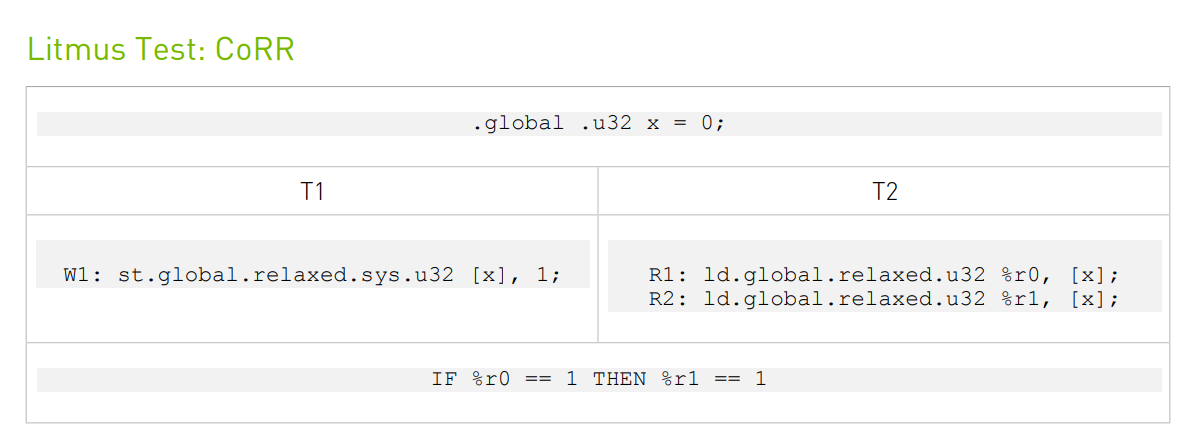 Litmus Test: CoRR
.global .u32 x = 0;
T1
T2
W1: st.global.relaxed.sys.u32 [x], 1;
R1: ld.global.relaxed.u32 %r0, [x];
R2: ld.global.relaxed.u32 %r1, [x];
IF %r0 == 1 THEN %r1 == 1